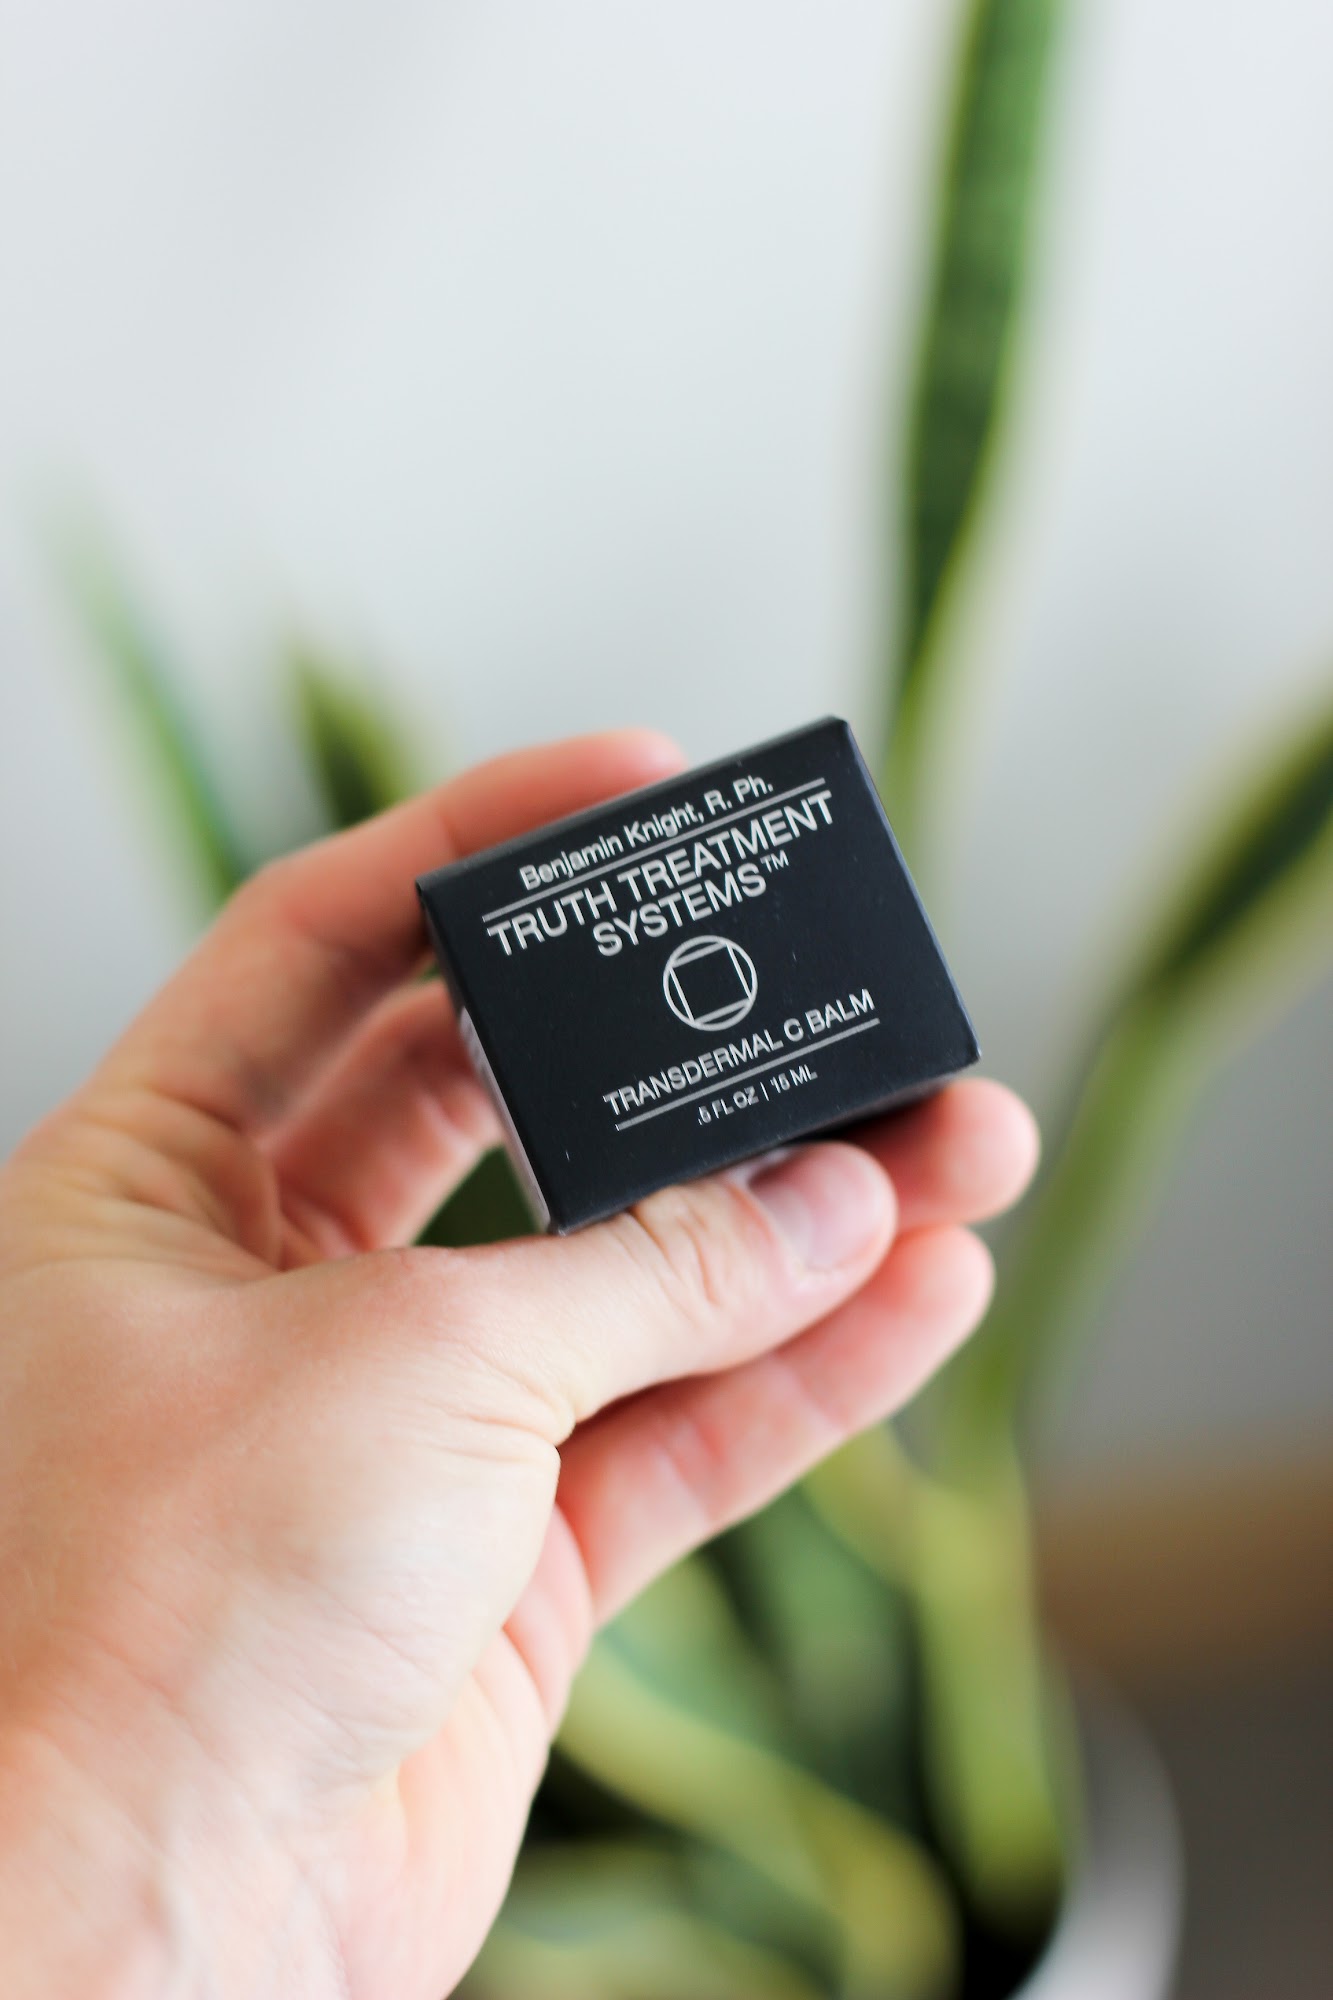 Benjamin Knight, R. Ph.
TRUTH TREATMENT
SYSTEMS™
TRANSDERMAL C BALM
.5 FL OZ | 15 ML